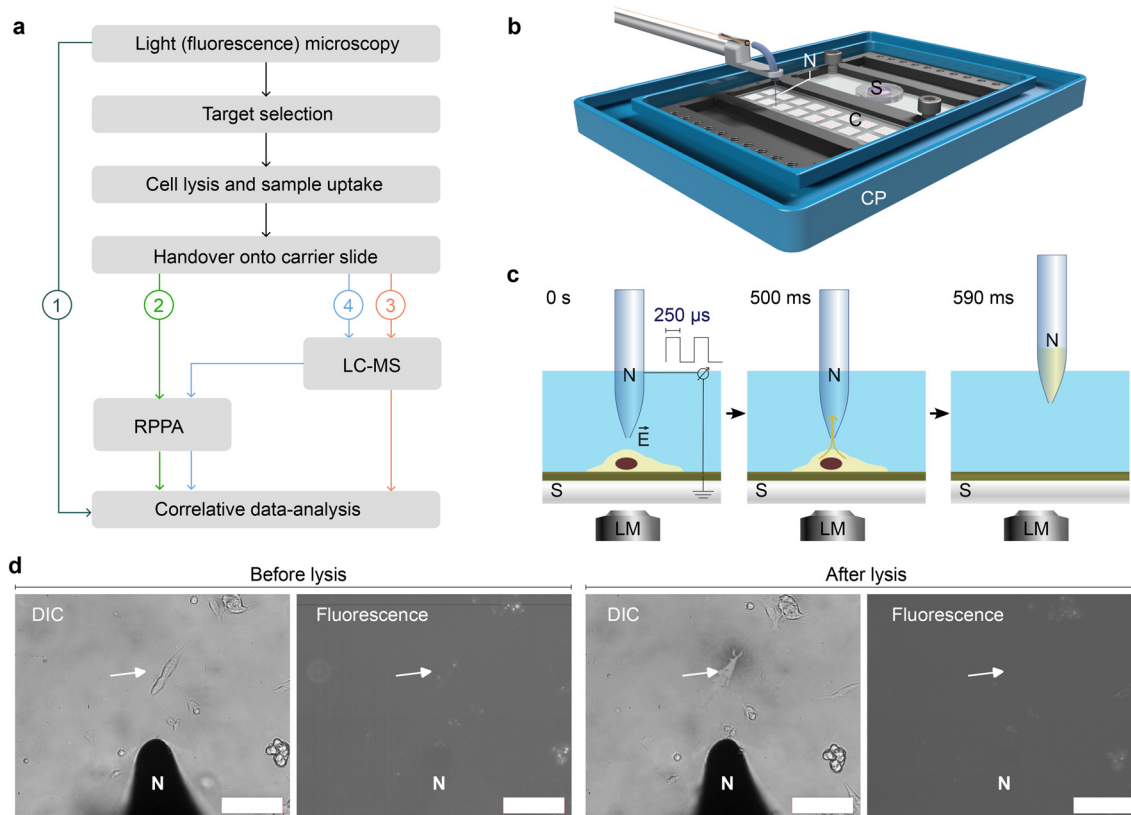 a
Light (fluorescence) microscopy
Target selection
Cell lysis and sample uptake
Handover onto carrier slide
1
2
4
3
LC-MS
RPPA
Correlative data-analysis
b
N
S
C
CP
c
0 s
250 µs
N
E
S
LM
500 ms
N
S
LM
590 ms
N
S
d
Before lysis
After lysis
DIC
N
Fluorescence
N
DIC
N
Fluorescence
N